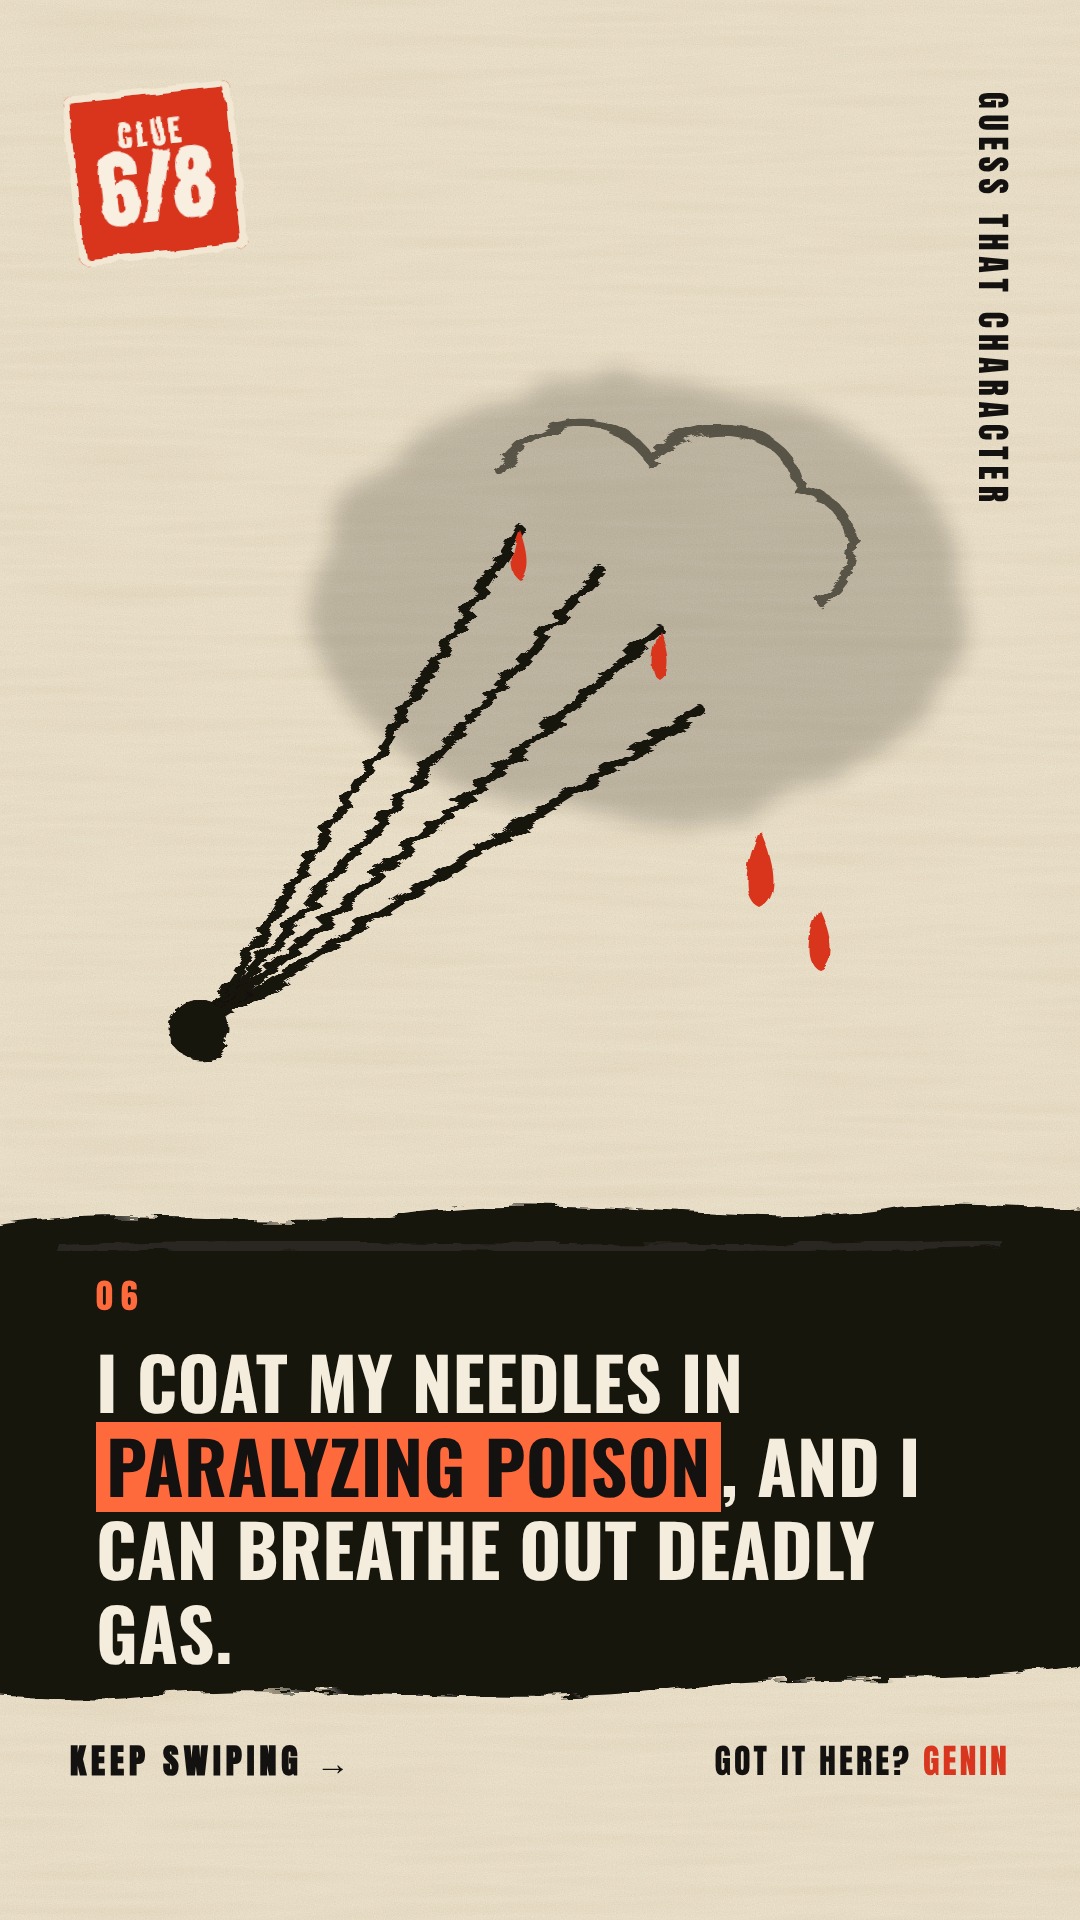 CLUE
6/8
GUESS THAT CHARACTER
06
I COAT MY NEEDLES IN
PARALYZING POISON, AND I
CAN BREATHE OUT DEADLY
GAS.
KEEP SWIPING →
GOT IT HERE? GENIN